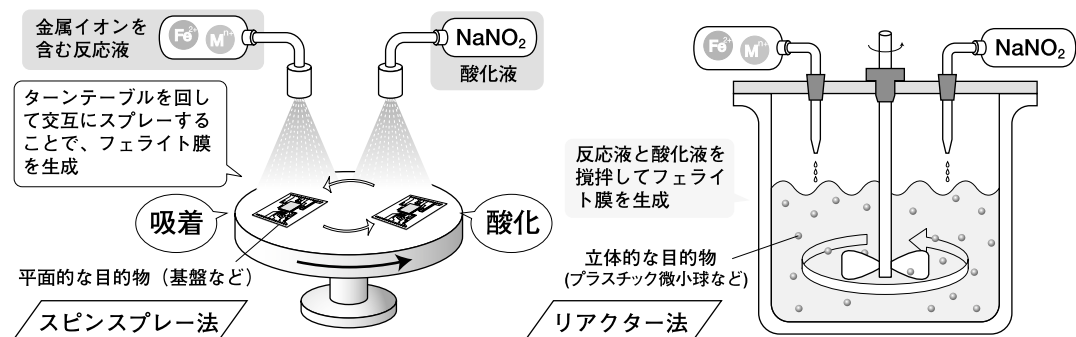 金属イオンを
含む反応液
Fe2+
Mn+
NaNO2
酸化液
ターンテーブルを回し
て交互にスプレーする
ことで、フェライト膜
を生成
吸着
酸化
平面的な目的物（基盤など）
スピンスプレー法
Fe2+
Mn+
NaNO2
反応液と酸化液を
撹拌してフェライ
ト膜を生成
立体的な目的物
(プラスチック微小球など)
リアクター法